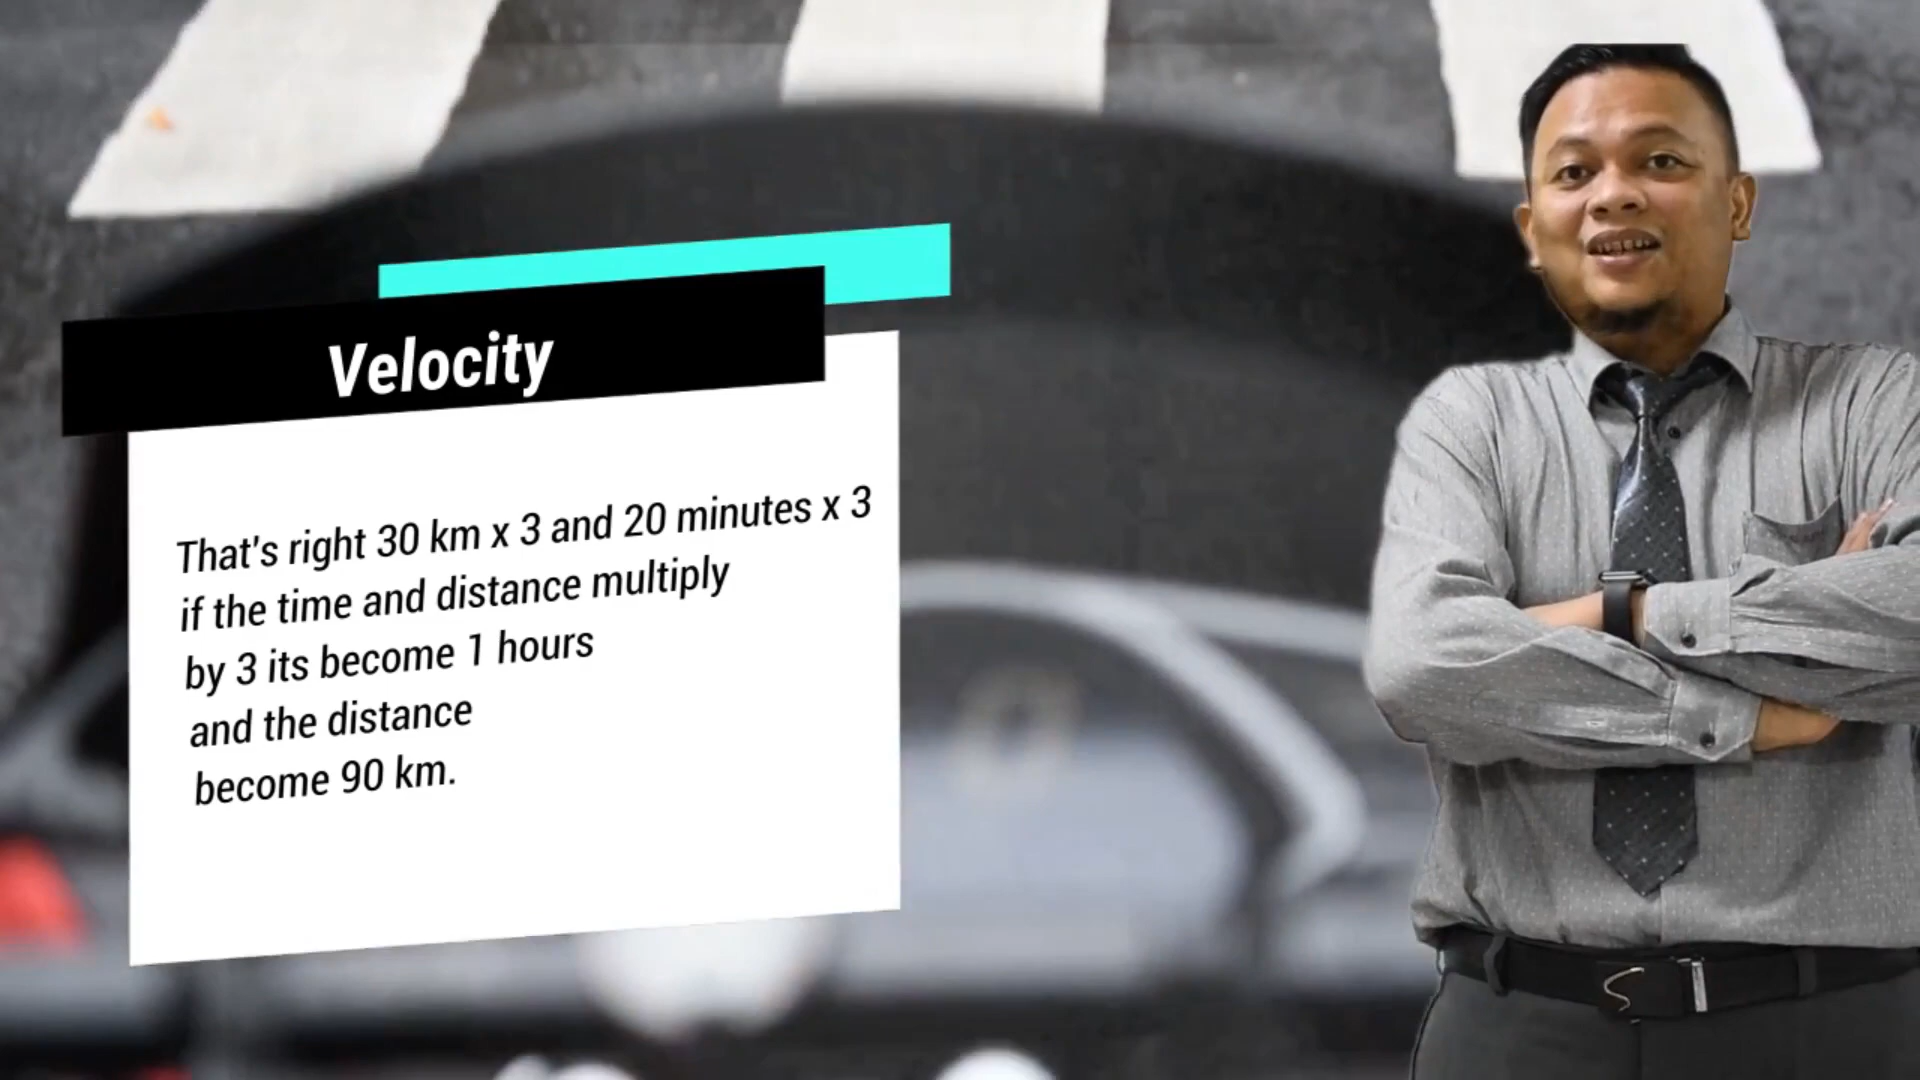 Velocity
That's right 30 km x 3 and 20 minutes x 3
if the time and distance multiply
by 3 its become 1 hours
and the distance
become 90 km.